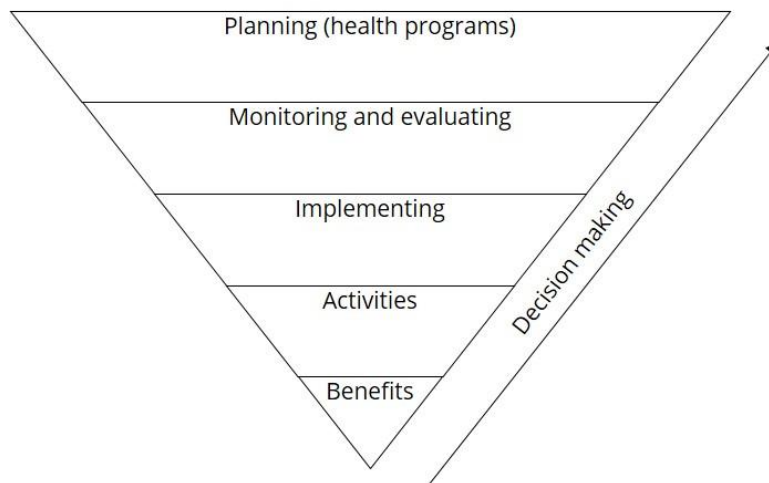 Planning (health programs)
Monitoring and evaluating
Implementing
Activities
Benefits
Decision making